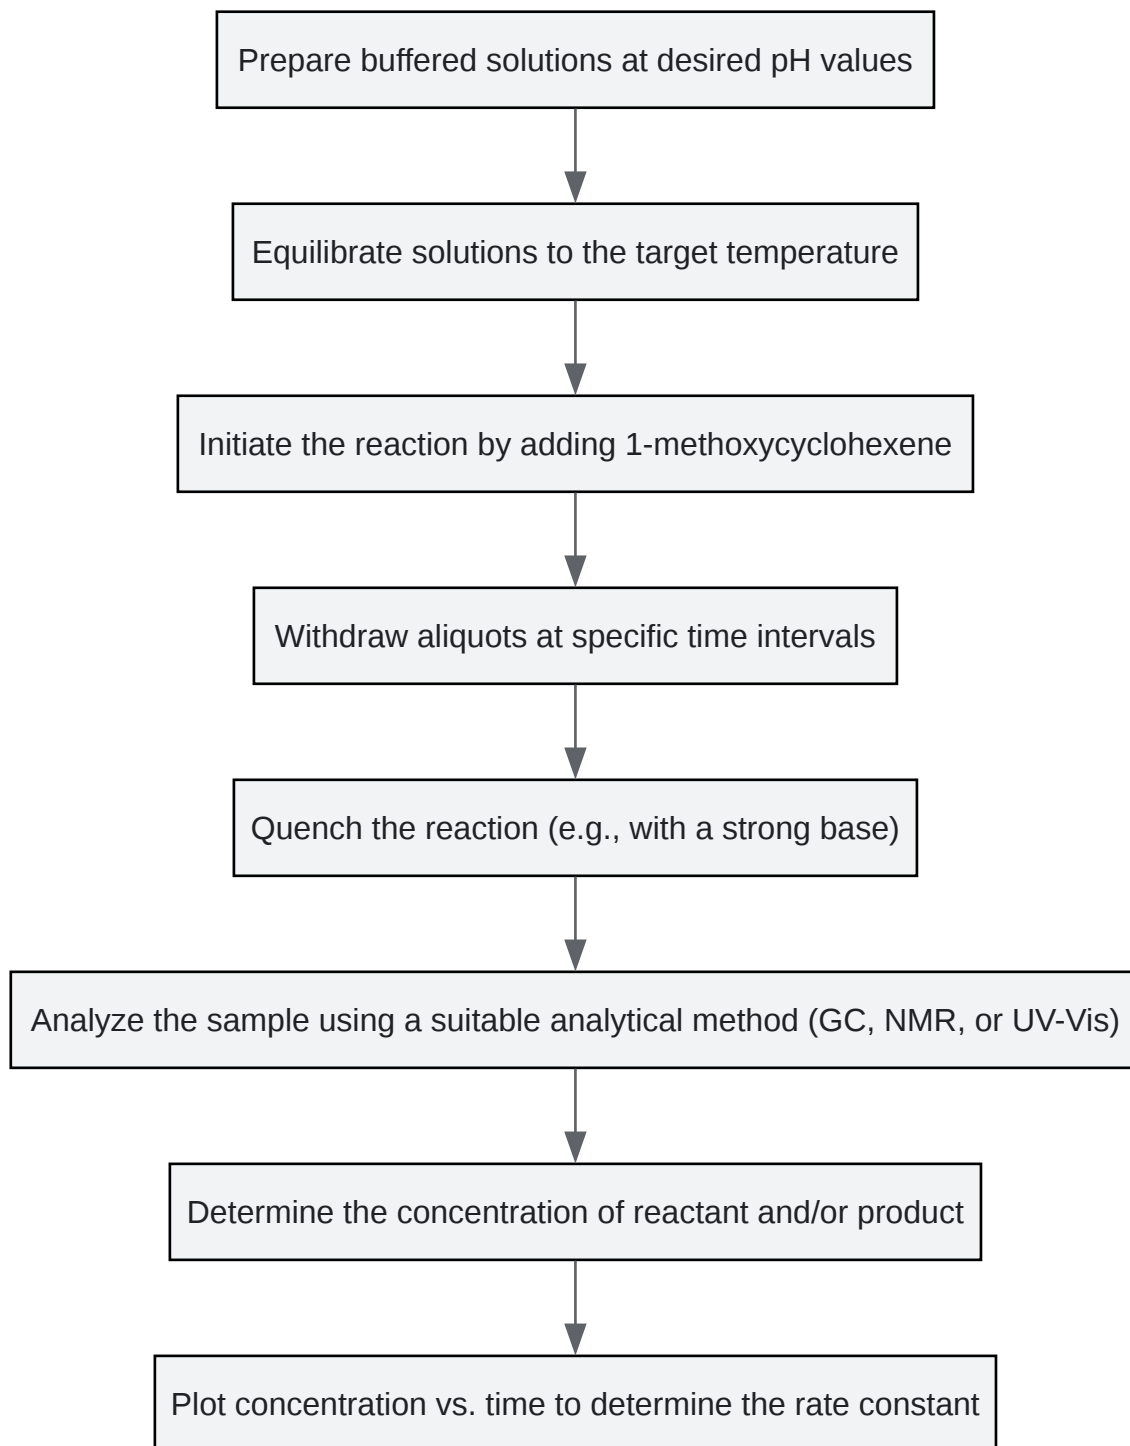 Prepare buffered solutions at desired pH values
Equilibrate solutions to the target temperature
Initiate the reaction by adding 1-methoxycyclohexene
Withdraw aliquots at specific time intervals
Quench the reaction (e.g., with a strong base)
Analyze the sample using a suitable analytical method (GC, NMR, or UV-Vis)
Determine the concentration of reactant and/or product
Plot concentration vs. time to determine the rate constant